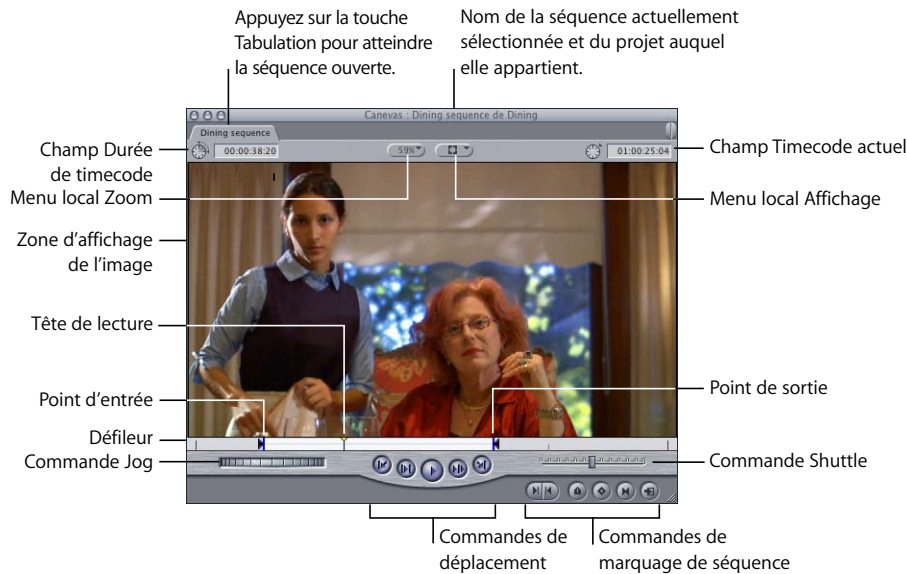 Appuyez sur la touche
Tabulation pour atteindre
la séquence ouverte.
Nom de la séquence actuellement
sélectionnée et du projet auquel
elle appartient.
Canevas : Dining sequence de Dining
Dining sequence
00:00:38:20
59%
01:00:25:04
Champ Durée
de timecode
Champ Timecode actuel
Menu local Zoom
Menu local Affichage
Zone d'affichage
de l'image
Tête de lecture
Point d'entrée
Point de sortie
Défileur
Commande Jog
Commande Shuttle
Commandes de
déplacement
Commandes de
marquage de séquence